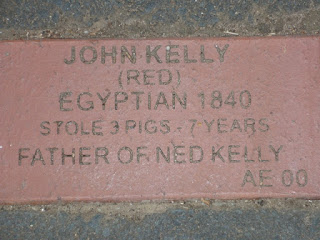 JOHN KELLY
(RED)
EGYPTIAN 1840
STOLE 3 PIGS - 7 YEARS
FATHER OF NED KELLY
AE 00